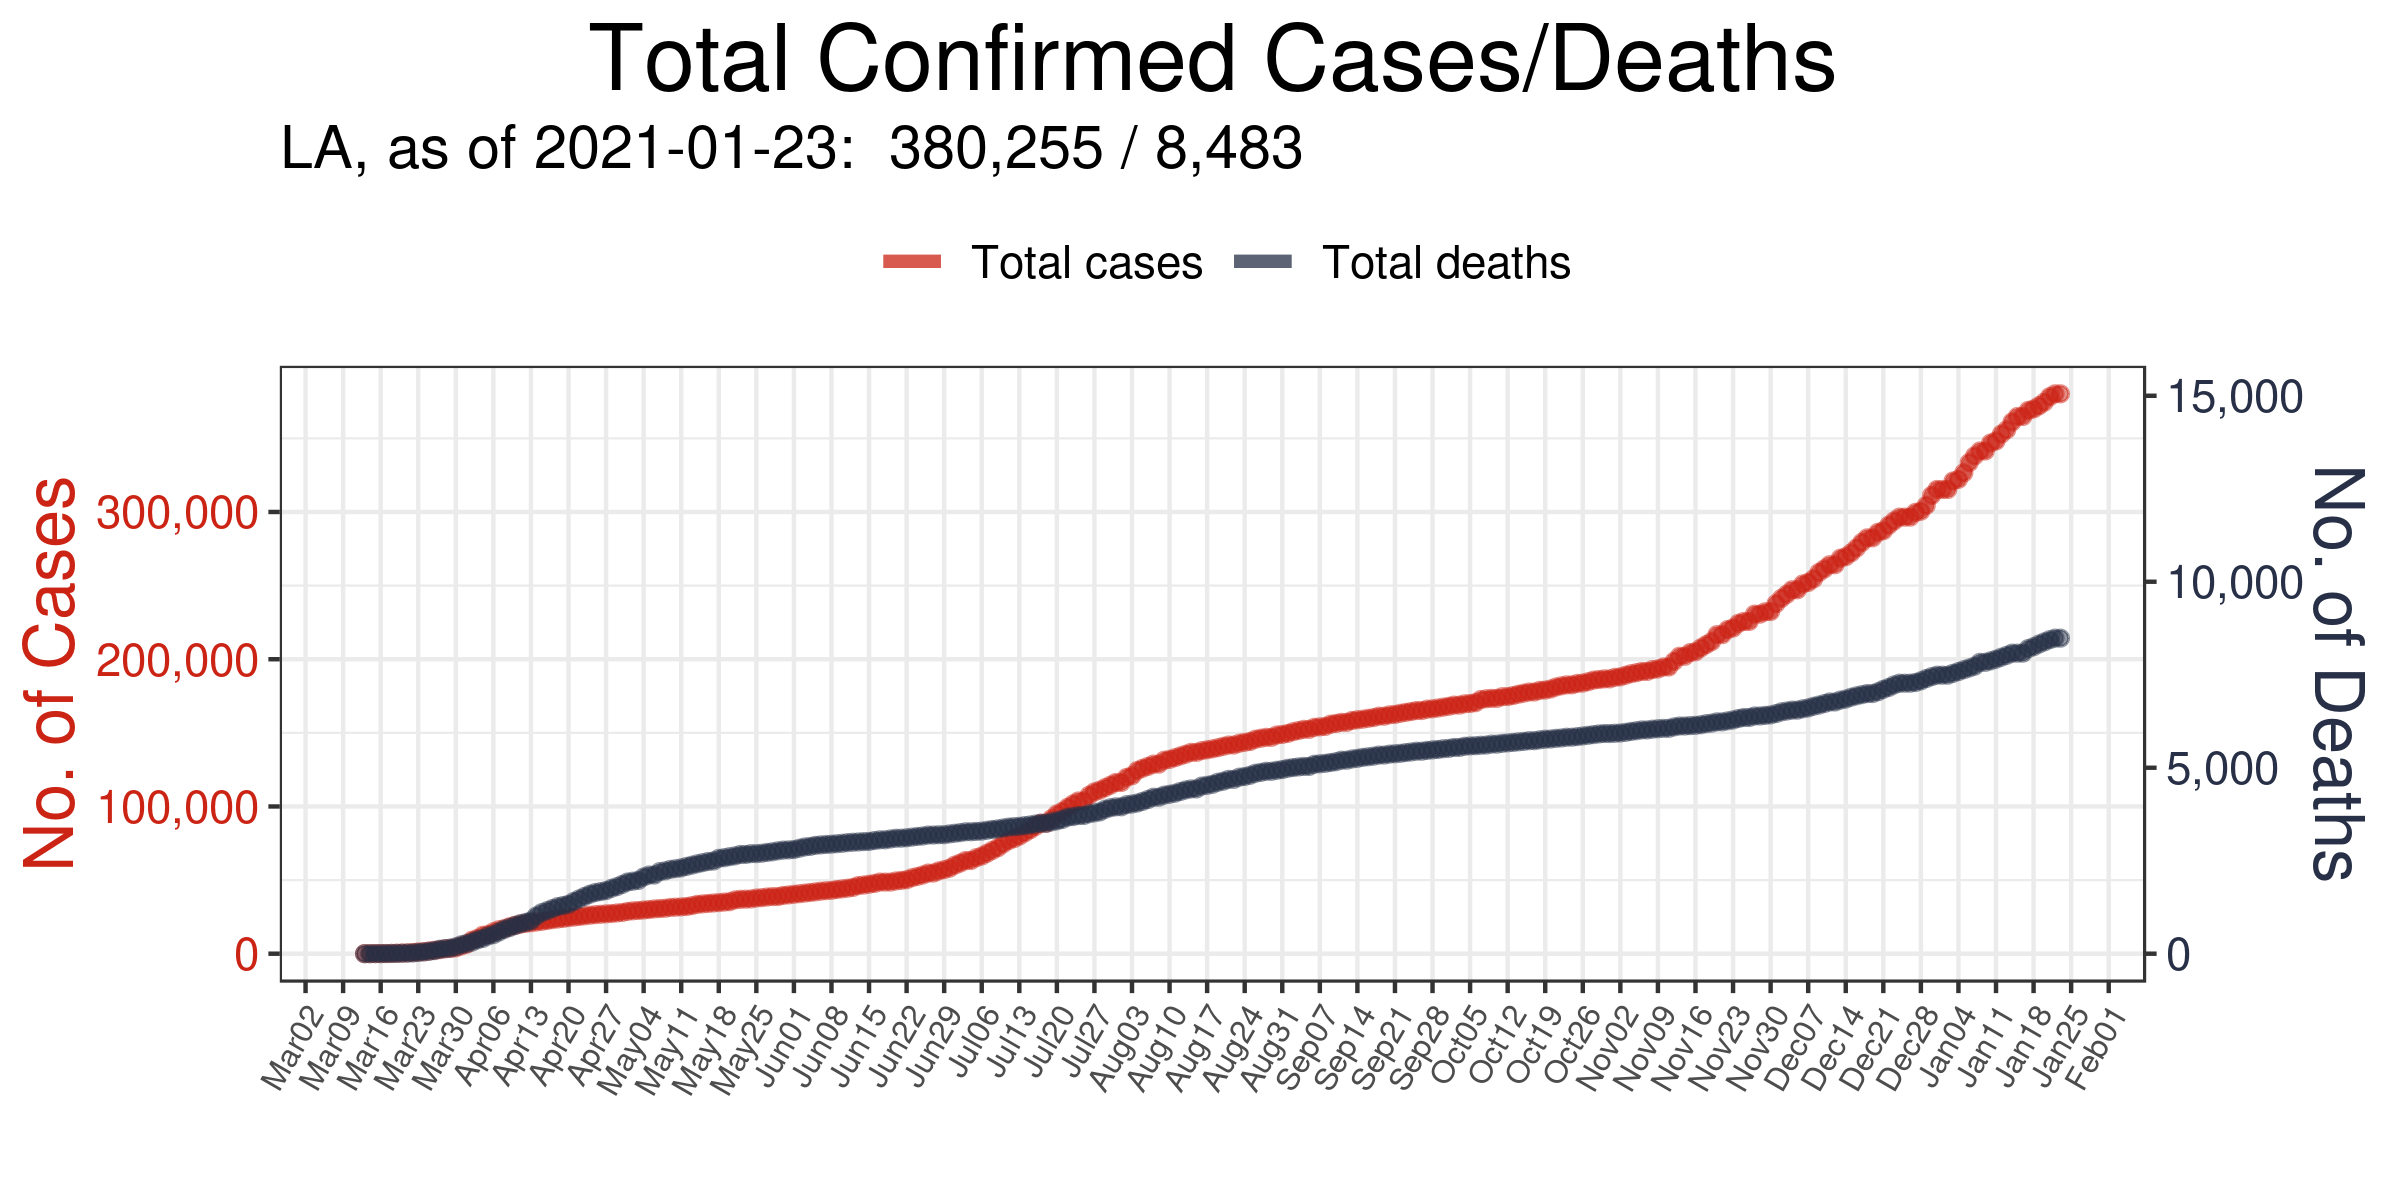 Total Confirmed Cases/Deaths
LA, as of 2021-01-23:  380,255 / 8,483
Total cases
Total deaths
No. of Cases
300,000
200,000
100,000
0
15,000
10,000
5,000
0
No. of Deaths
Mar02
Mar09
Mar16
Mar23
Mar30
Apr06
Apr13
Apr20
Apr27
May04
May11
May18
May25
Jun01
Jun08
Jun15
Jun22
Jun29
Jul06
Jul13
Jul20
Jul27
Aug03
Aug10
Aug17
Aug24
Aug31
Sep07
Sep14
Sep21
Sep28
Oct05
Oct12
Oct19
Oct26
Nov02
Nov09
Nov16
Nov23
Nov30
Dec07
Dec14
Dec21
Dec28
Jan04
Jan11
Jan18
Jan25
Feb01